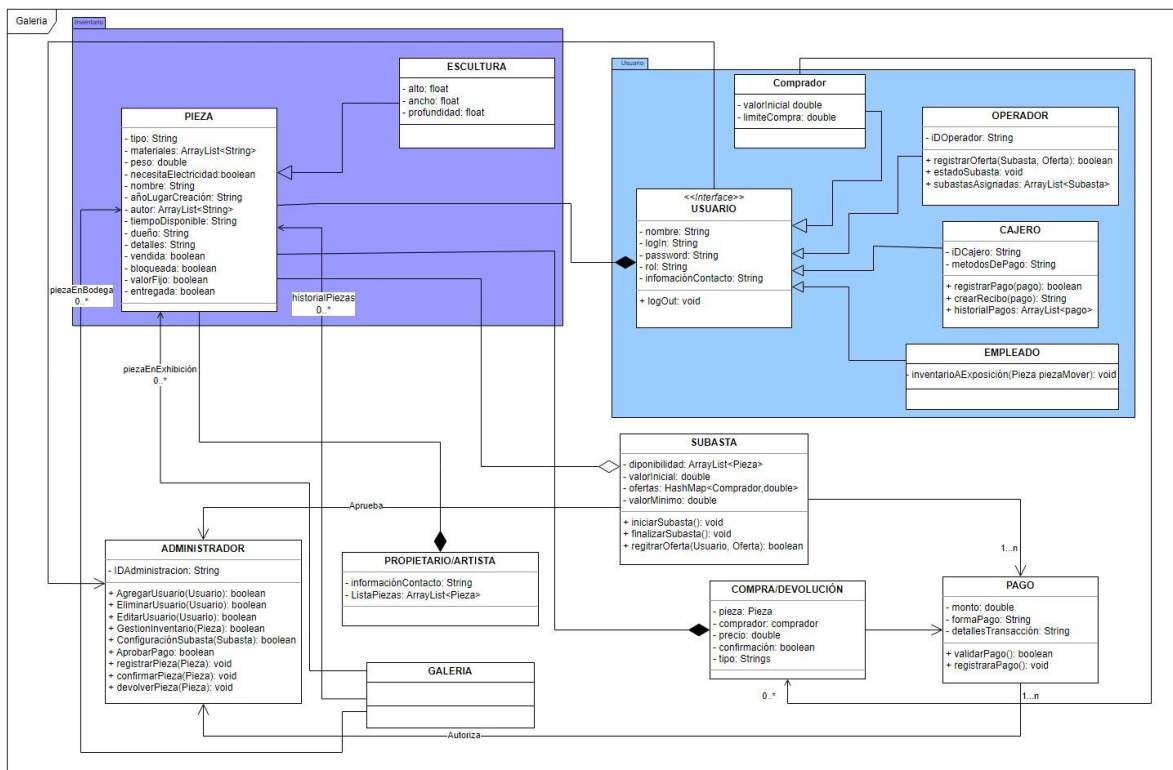 Galeria
Inventario
Usuario
ESCULTURA
- alto: float
- ancho: float
- profundidad: float
PIEZA
- tipo: String
- materiales: ArrayList<String>
- peso: double
- necesitaElectricidad:boolean
- nombre: String
- añoLugarCreación: String
- autor: ArrayList<String>
- tiempoDisponible: String
- dueño: String
- detalles: String
- vendida: boolean
- bloqueada: boolean
- valorFijo: boolean
- entregada: boolean
Comprador
- valorInicial double
- limiteCompra: double
OPERADOR
- iDOperador: String
+ registrarOferta(Subasta, Oferta): boolean
+ estadoSubasta: void
+ subastasAsignadas: ArrayList<Subasta>
<<Interface>>
USUARIO
- nombre: String
- logIn: String
- password: String
- rol: String
- infomaciónContacto: String
+ logOut: void
CAJERO
- iDCajero: String
- metodosDePago: String
+ registrarPago(pago): boolean
+ crearRecibo(pago): String
+ historialPagos: ArrayList<pago>
EMPLEADO
- inventarioAExposición(Pieza piezaMover): void
piezaEnBodega
0..*
historialPiezas
0..*
piezaEnExhibición
0..*
SUBASTA
- diponibilidad: ArrayList<Pieza>
- valorInicial: double
- ofertas: HashMap<Comprador,double>
- valorMinimo: double
+ iniciarSubasta(): void
+ finalizarSubasta(): void
+ regitrarOferta(Usuario, Oferta): boolean
Aprueba
ADMINISTRADOR
- IDAdministracion: String
+ AgregarUsuario(Usuario): boolean
+ EliminarUsuario(Usuario): boolean
+ EditarUsuario(Usuario): boolean
+ GestionInventario(Pieza): boolean
+ ConfiguraciónSubasta(Subasta): boolean
+ AprobarPago: boolean
+ registrarPieza(Pieza): void
+ confirmarPieza(Pieza): void
+ devolverPieza(Pieza): void
PROPIETARIO/ARTISTA
- informaciónContacto: String
- ListaPiezas: ArrayList<Pieza>
1...n
COMPRA/DEVOLUCIÓN
- pieza: Pieza
- comprador: comprador
- precio: double
- confirmación: boolean
- tipo: Strings
PAGO
- monto: double
- formaPago: String
- detallesTransacción: String
+ validarPago(): boolean
+ registraraPago(): void
GALERIA
0..*
1...n
Autoriza